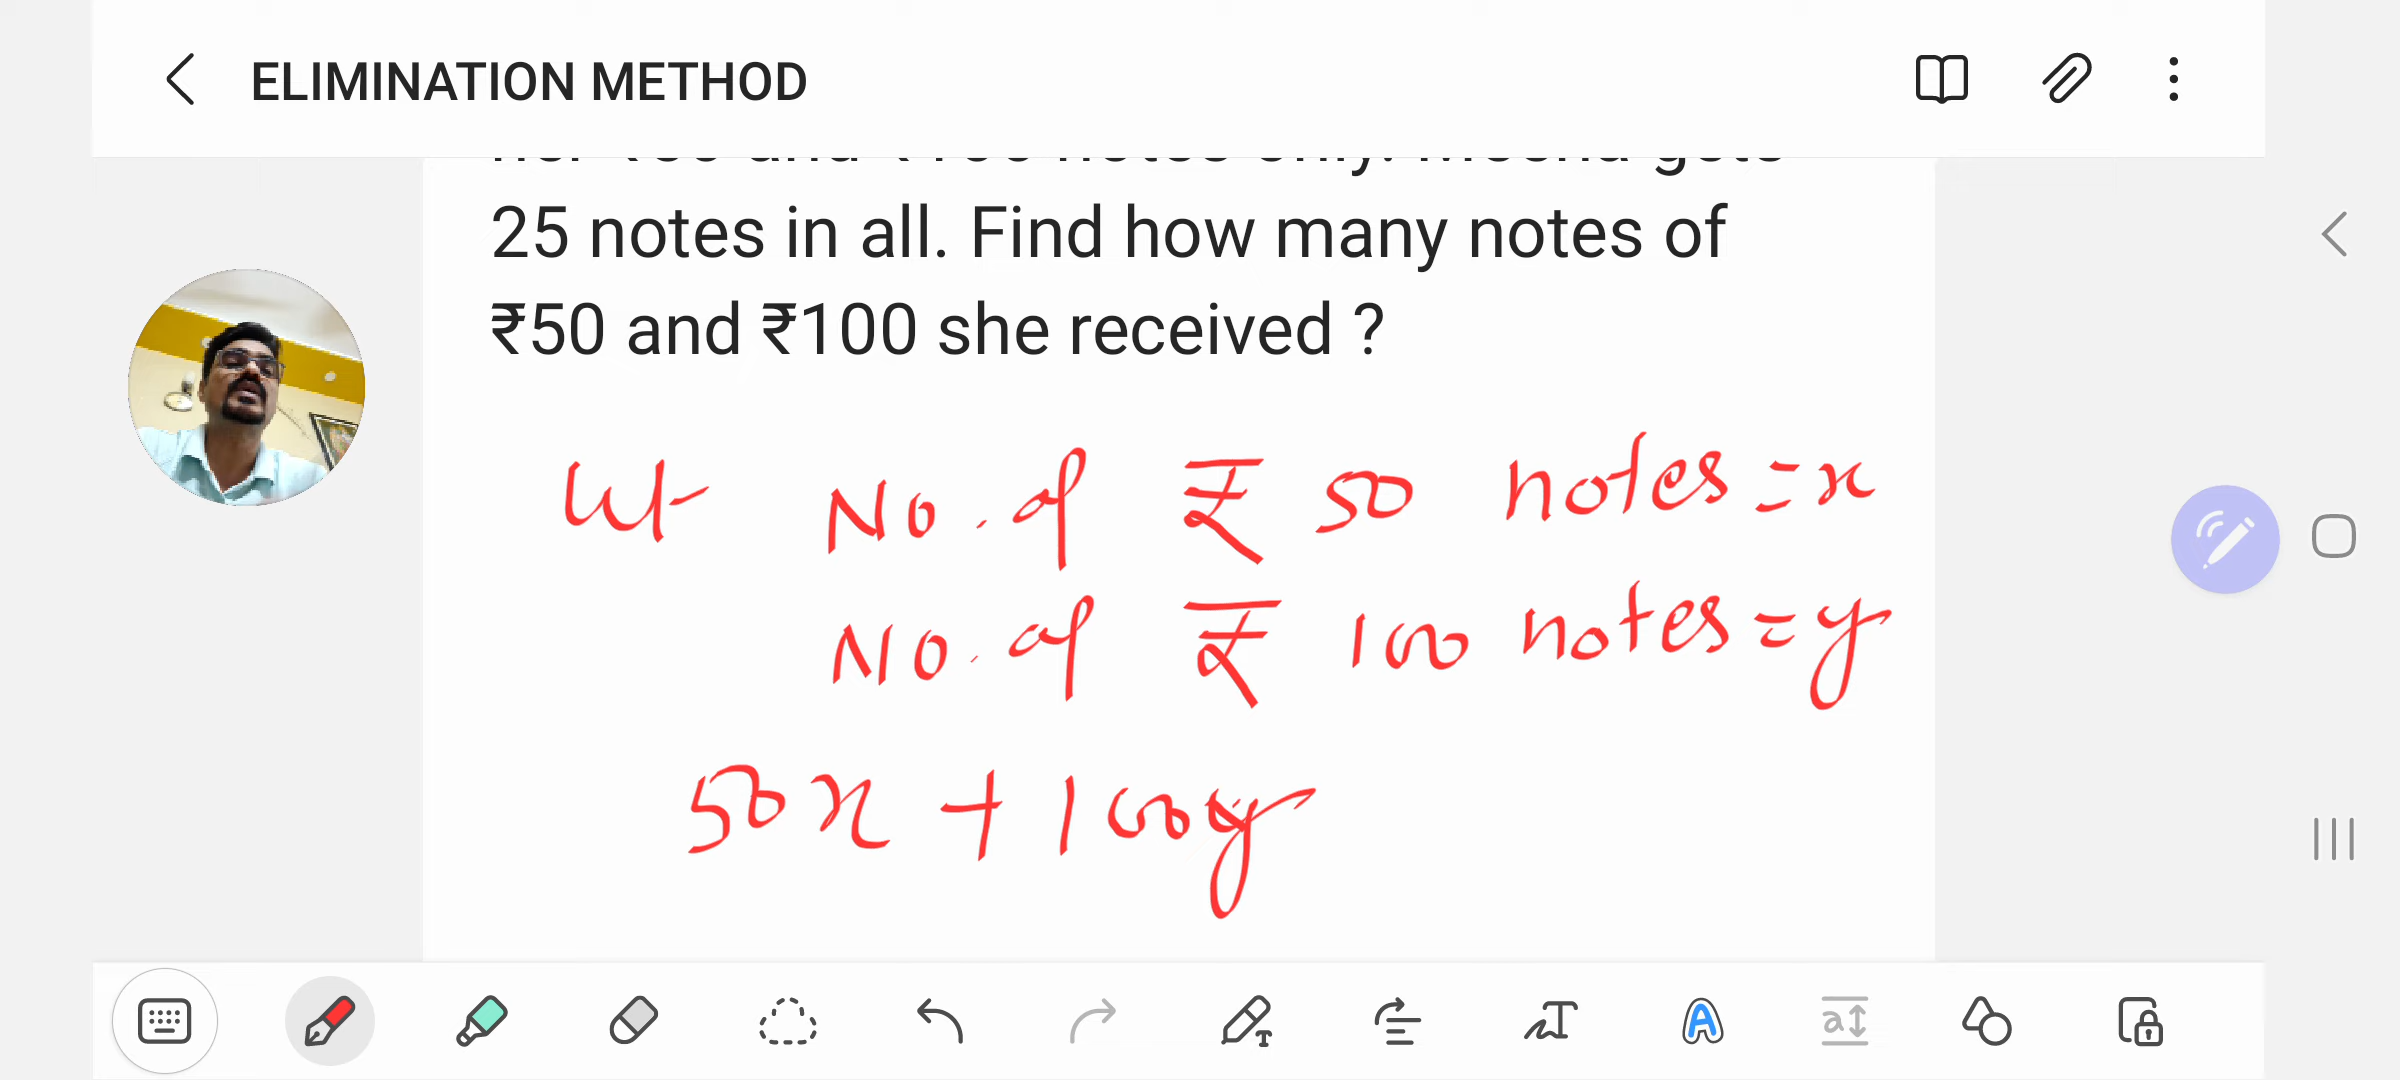 ELIMINATION METHOD
25 notes in all. Find how many notes of
₹50 and ₹100 she received ?
Let No. of ₹ 50 notes = x
No. of ₹ 100 notes = y
50x + 100y